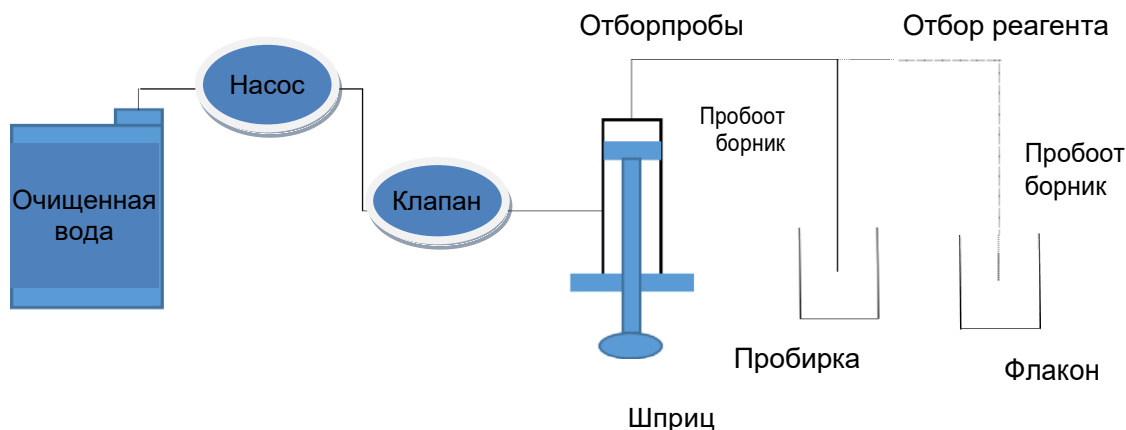 Отборпробы
Отбор реагента
Насос
Пробоот
борник
Пробоот
борник
Клапан
Очищенная
вода
Пробирка
Флакон
Шприц